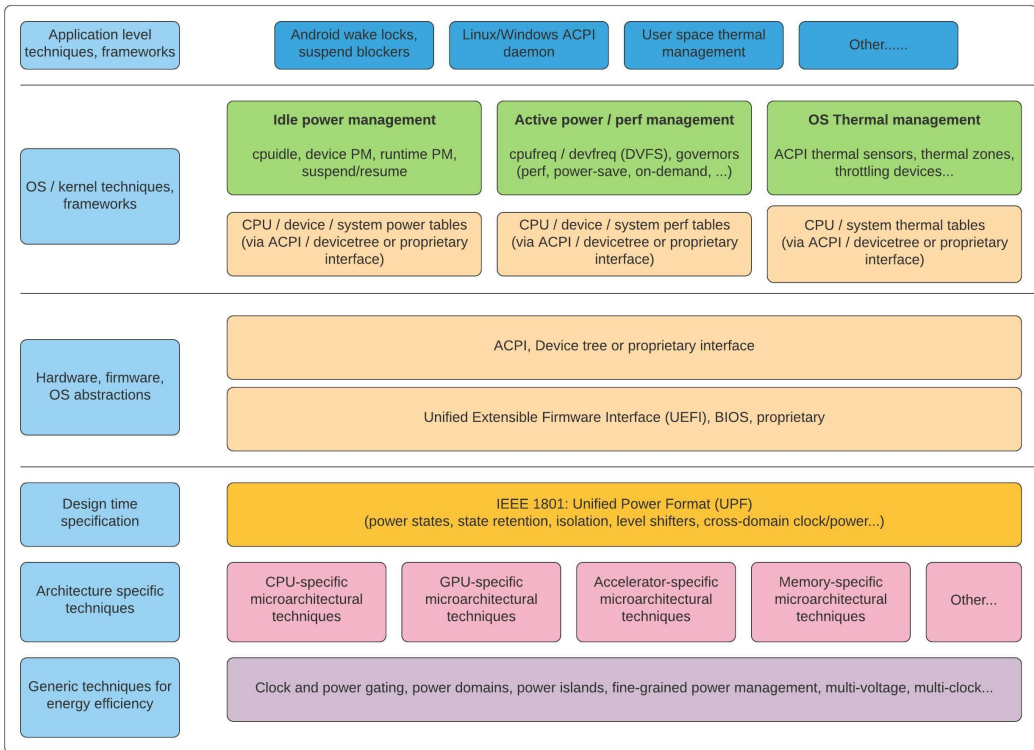 Application level
techniques, frameworks
Android wake locks,
suspend blockers
Linux/Windows ACPI
daemon
User space thermal
management
Other......
OS / kernel techniques,
frameworks
Idle power management
cpuidle, device PM, runtime PM,
suspend/resume
Active power / perf management
cpufreq / devfreq (DVFS), governors
(perf, power-save, on-demand, ...)
OS Thermal management
ACPI thermal sensors, thermal zones,
throttling devices...
CPU / device / system power tables
(via ACPI / devicetree or proprietary
interface)
CPU / device / system perf tables
(via ACPI / devicetree or proprietary
interface)
CPU / system thermal tables
(via ACPI / devicetree or proprietary
interface)
Hardware, firmware,
OS abstractions
ACPI, Device tree or proprietary interface
Unified Extensible Firmware Interface (UEFI), BIOS, proprietary
Design time
specification
IEEE 1801: Unified Power Format (UPF)
(power states, state retention, isolation, level shifters, cross-domain clock/power...)
Architecture specific
techniques
CPU-specific
microarchitectural
techniques
GPU-specific
microarchitectural
techniques
Accelerator-specific
microarchitectural
techniques
Memory-specific
microarchitectural
techniques
Other...
Generic techniques for
energy efficiency
Clock and power gating, power domains, power islands, fine-grained power management, multi-voltage, multi-clock...